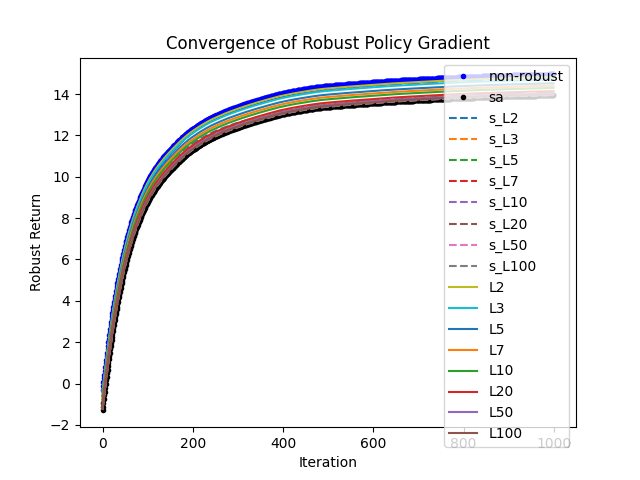 Convergence of Robust Policy Gradient
Robust Return
14
12
10
8
6
4
2
0
−2
0
200
400
600
800
1000
Iteration
non-robust
sa
s_L2
s_L3
s_L5
s_L7
s_L10
s_L20
s_L50
s_L100
L2
L3
L5
L7
L10
L20
L50
L100